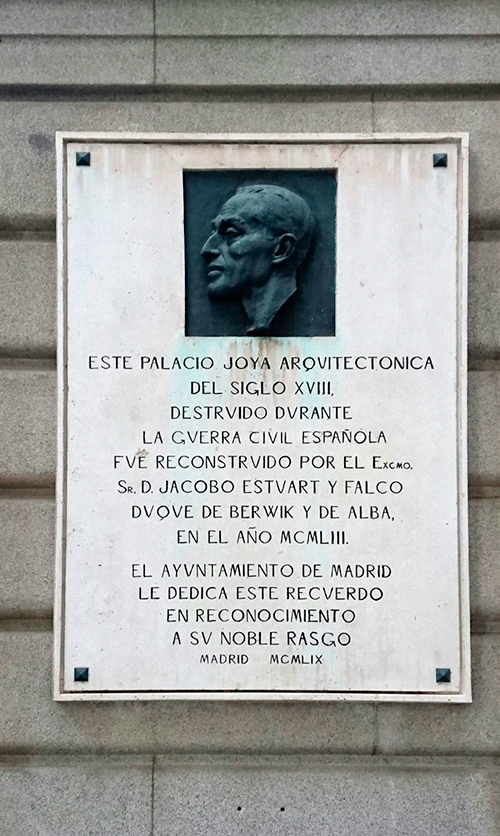 ESTE PALACIO JOYA ARQVITECTONICA
DEL SIGLO XVIII,
DESTRVIDO DVRANTE
LA GVERRA CIVIL ESPAÑOLA
FVE RECONSTRVIDO POR EL EXCMO.
SR. D. JACOBO ESTVART Y FALCO
DVQVE DE BERWIK Y DE ALBA,
EN EL AÑO MCMLIII.
EL AYVNTAMIENTO DE MADRID
LE DEDICA ESTE RECVERDO
EN RECONOCIMIENTO
A SV NOBLE RASGO
MADRID MCMLIX